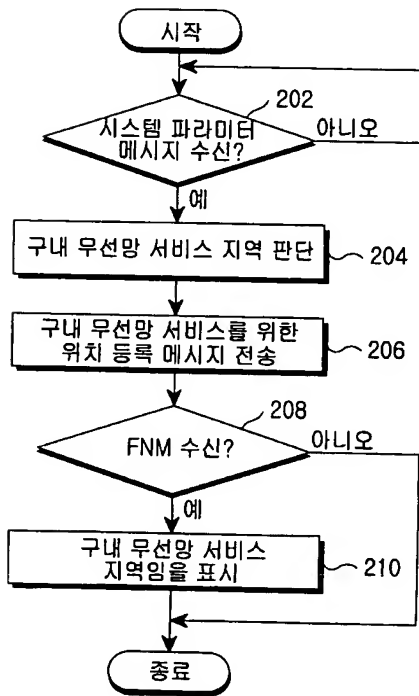 시작
202
시스템 파라미터
메시지 수신?
아니오
예
구내 무선망 서비스 지역 판단
204
구내 무선망 서비스를 위한
위치 등록 메시지 전송
206
208
FNM 수신?
아니오
예
구내 무선망 서비스
지역임을 표시
210
종료